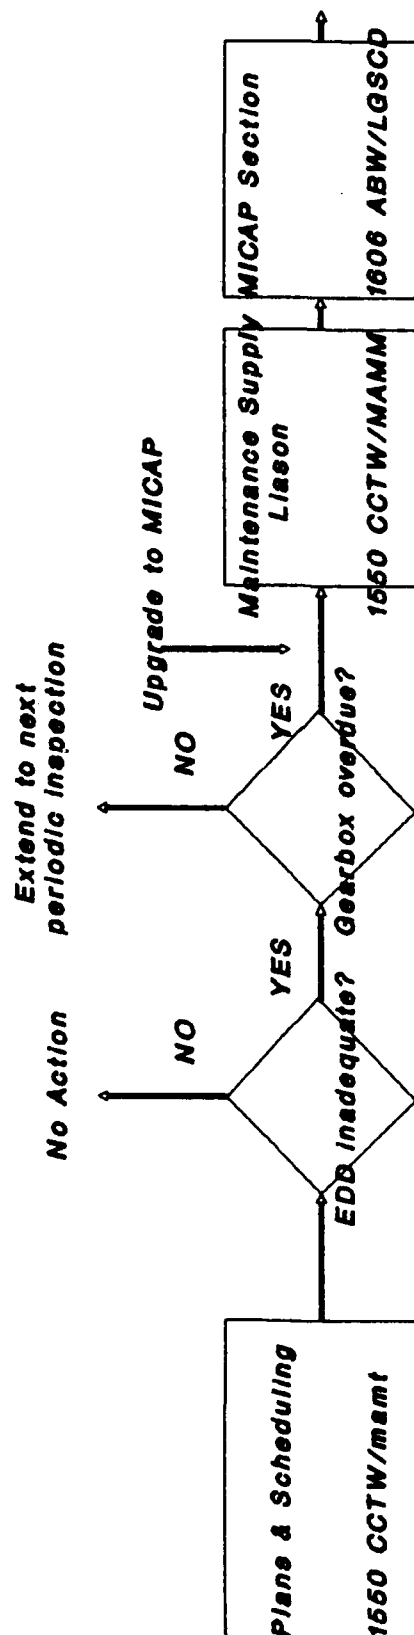 Plans & Scheduling
1550 CCTW/mamt
EDD inadequate?
NO
No Action
YES
Gearbox overdue?
NO
Extend to next
periodic inspection
YES
Upgrade to MICAP
Maintenance Supply
Liason
1550 CCTW/MAMM
MICAP Section
1606 ABW/LGSCD